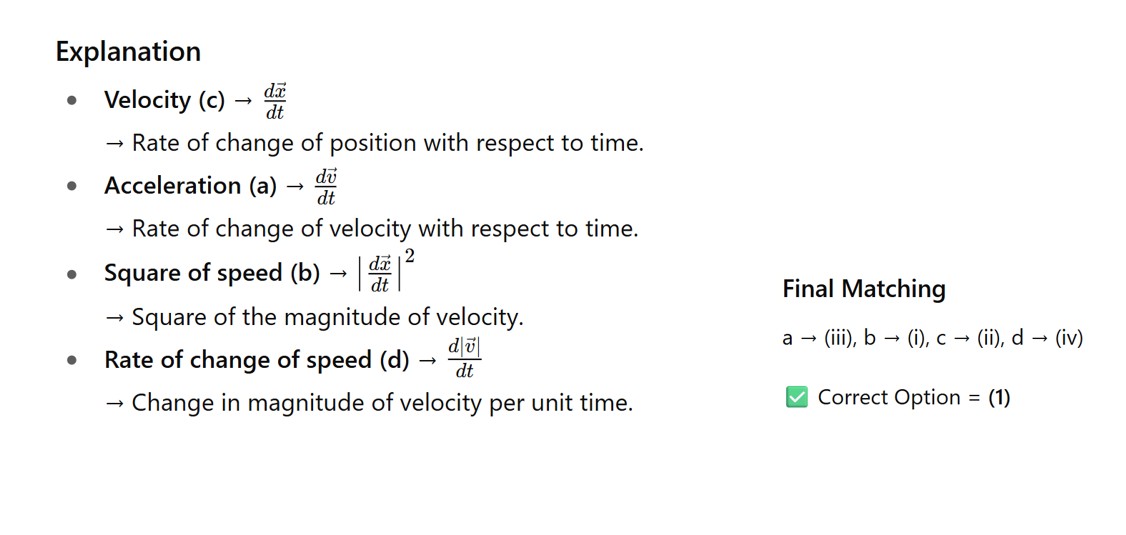 Explanation
• Velocity (c) → $\frac{d\vec{x}}{dt}$
→ Rate of change of position with respect to time.
• Acceleration (a) → $\frac{d\vec{v}}{dt}$
→ Rate of change of velocity with respect to time.
• Square of speed (b) → $\left|\frac{d\vec{x}}{dt}\right|^2$
→ Square of the magnitude of velocity.
• Rate of change of speed (d) → $\frac{d|\vec{v}|}{dt}$
→ Change in magnitude of velocity per unit time.
Final Matching
a → (iii), b → (i), c → (ii), d → (iv)
✅ Correct Option = (1)